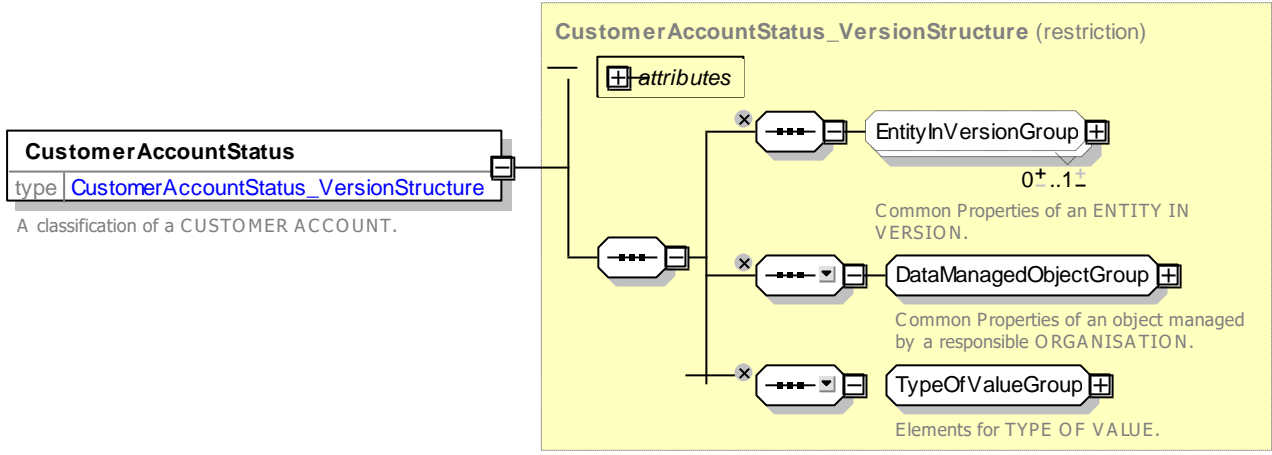 CustomerAccountStatus_VersionStructure (restriction)
attributes
CustomerAccountStatus
type CustomerAccountStatus_VersionStructure
A classification of a CUSTOMER ACCOUNT.
EntityInVersionGroup
0..1
Common Properties of an ENTITY IN
VERSION.
DataManagedObjectGroup
Common Properties of an object managed
by a responsible ORGANISATION.
TypeOfValueGroup
Elements for TYPE OF VALUE.